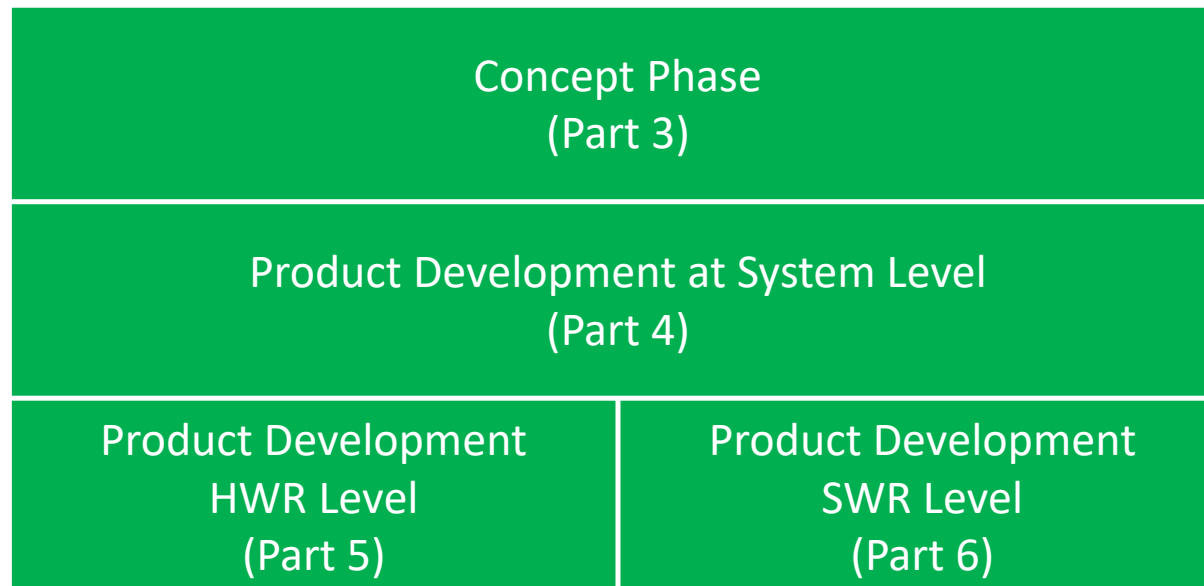 Concept Phase
(Part 3)
Product Development at System Level
(Part 4)
Product Development
HWR Level
(Part 5)
Product Development
SWR Level
(Part 6)